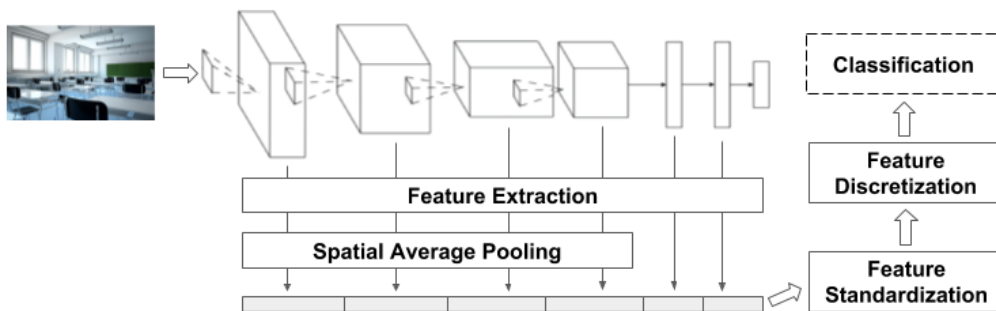 Classification
Feature
Discretization
Feature Extraction
Spatial Average Pooling
Feature
Standardization